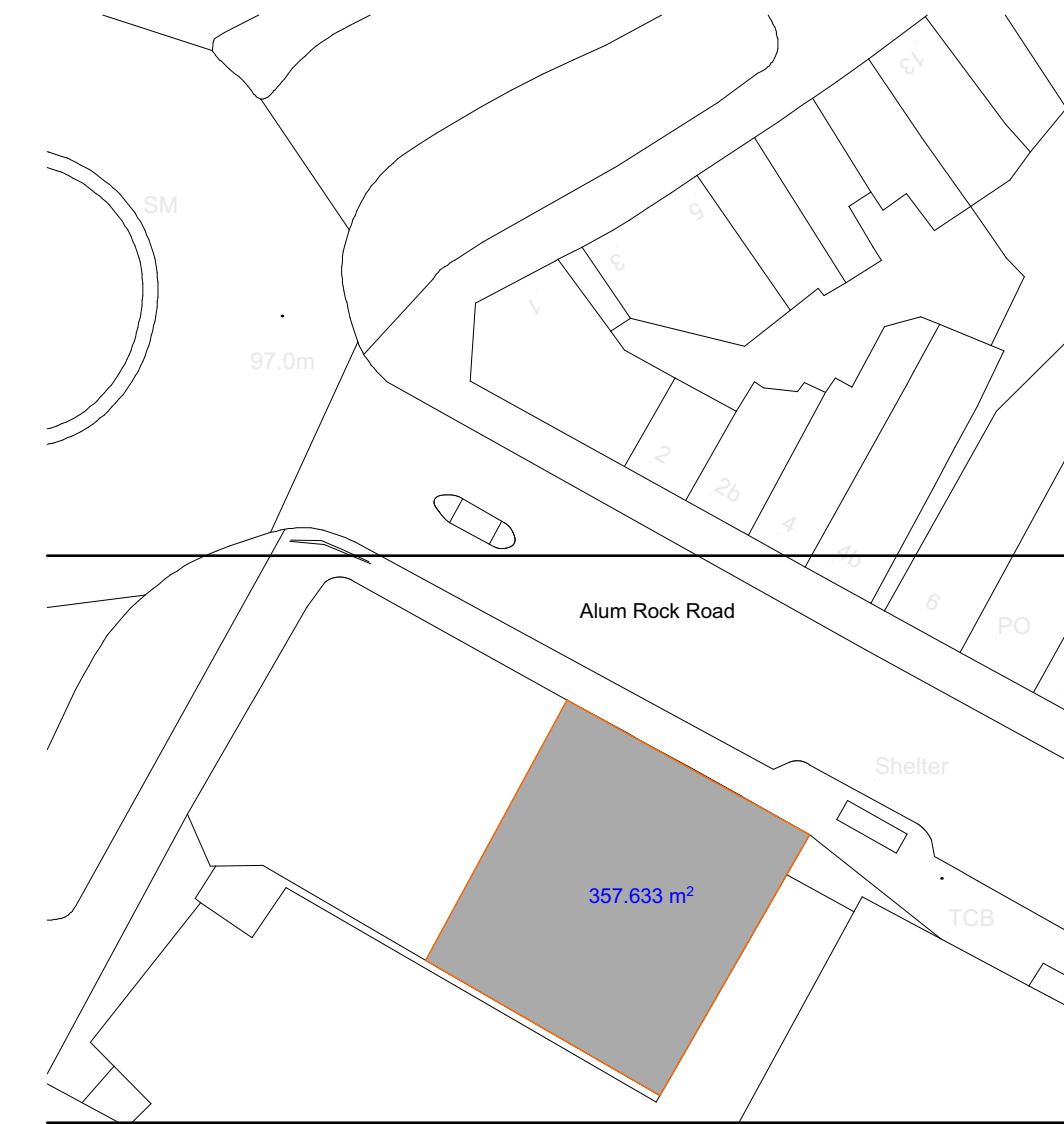 13
SM
5
3
1
97.0m
2
2b
4
4b
6
PO
Alum Rock Road
Shelter
357.633 m²
TCB